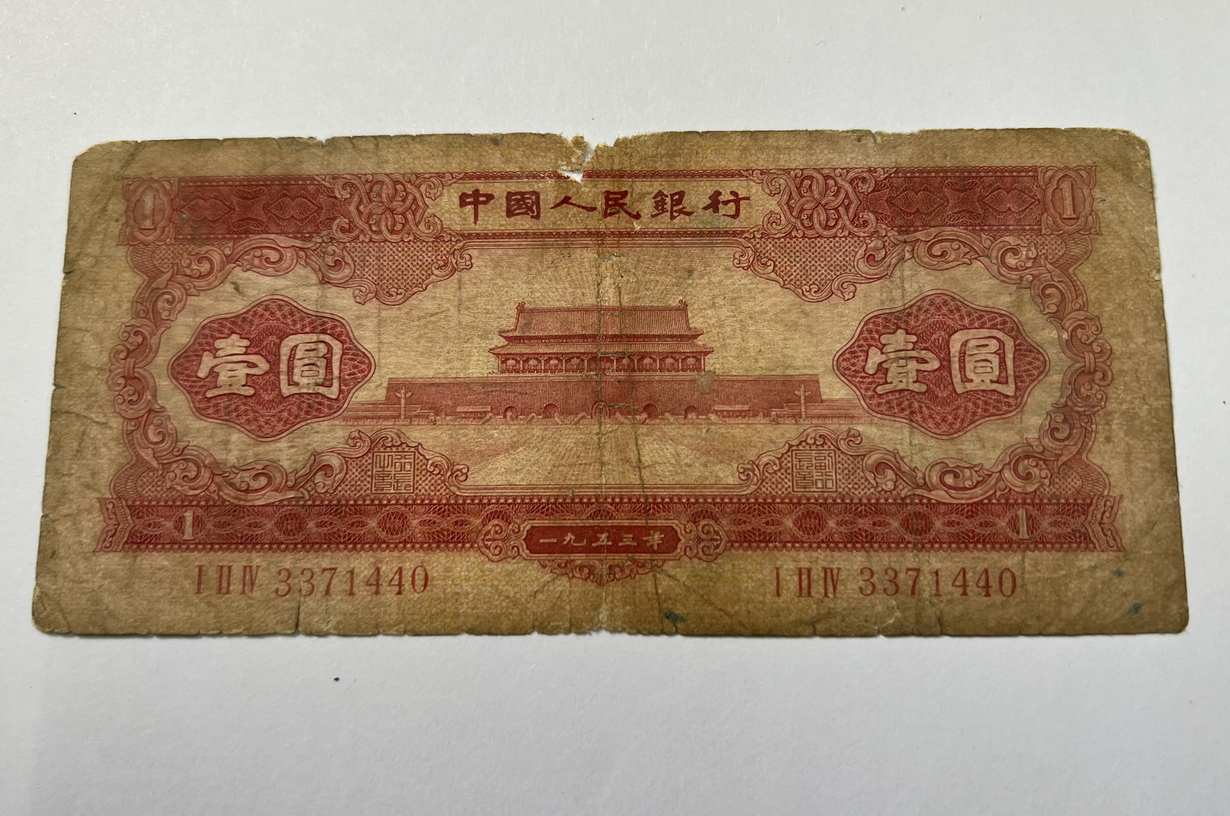 1 中國人民銀行 1
壹圓 壹圓
1 一九五三年 1
I II IV 3371440 I II IV 3371440